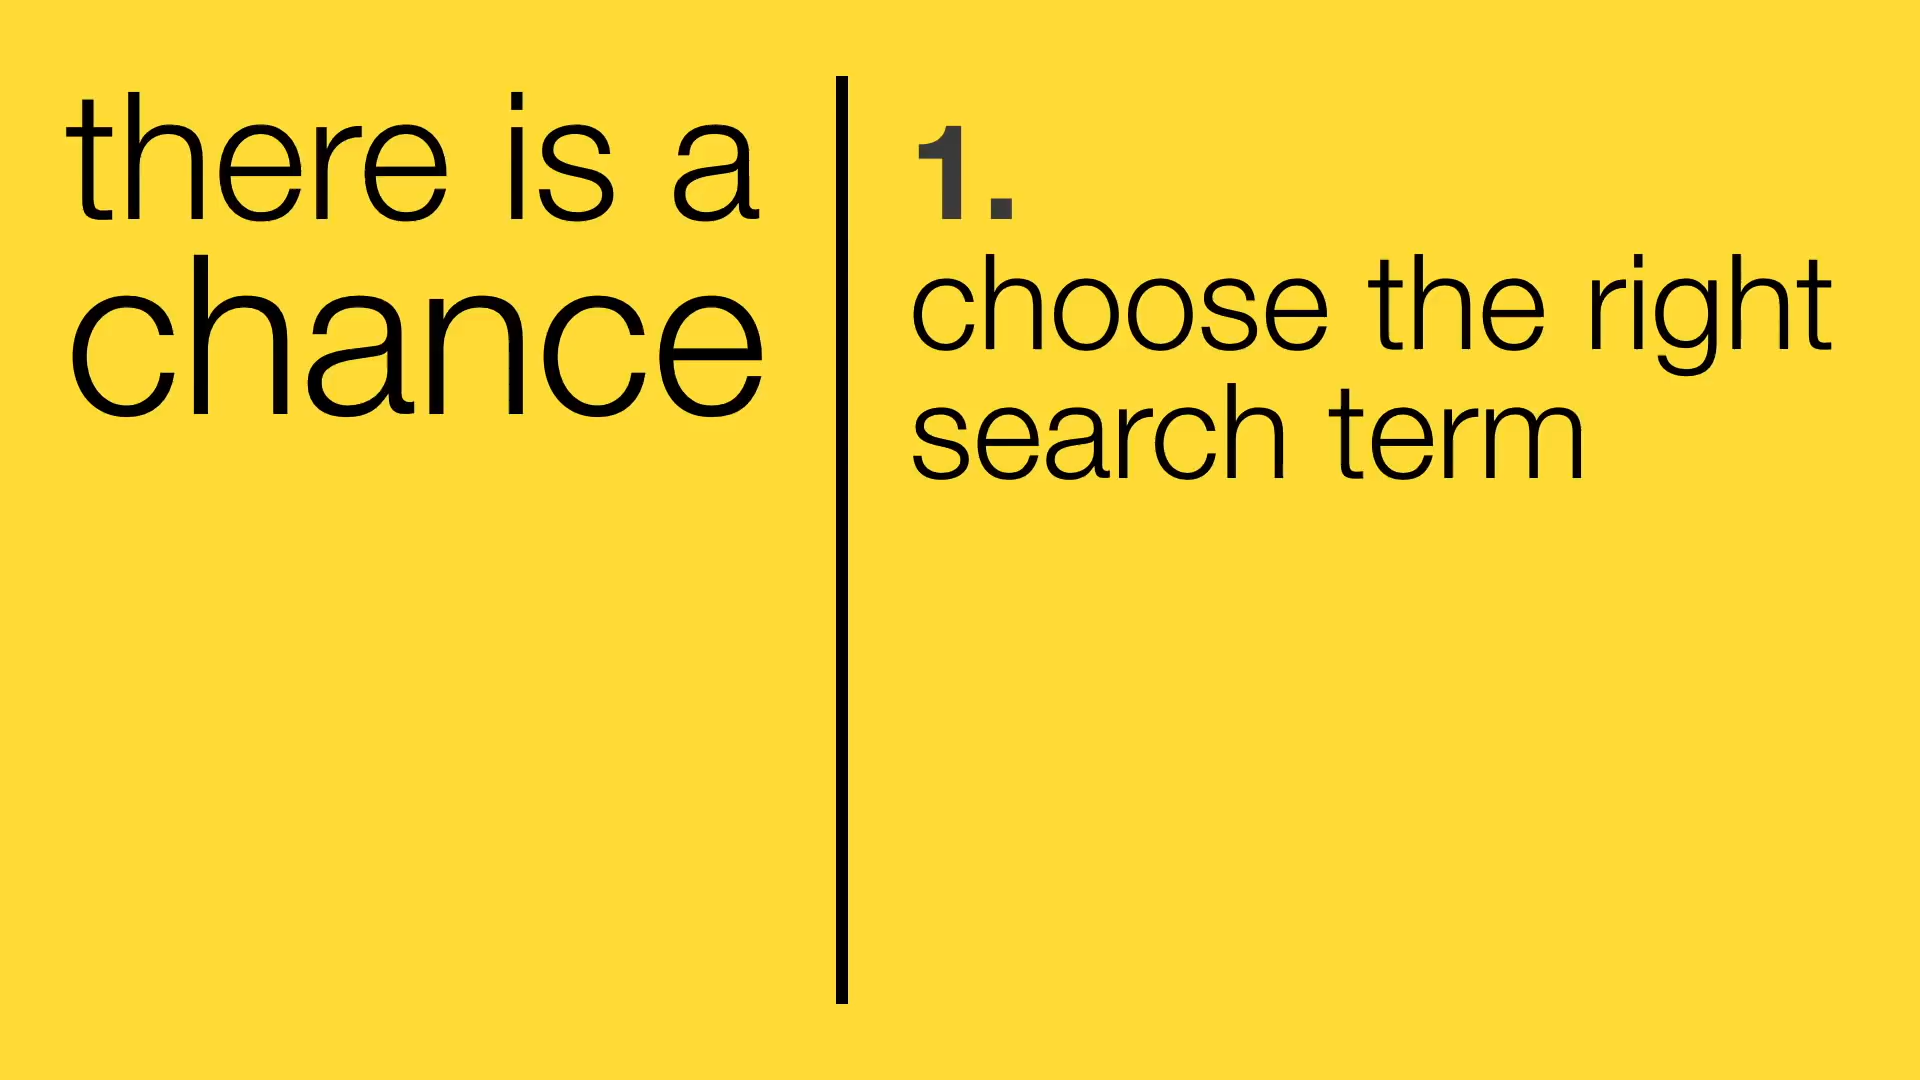 there is a
chance
1.
choose the right
search term